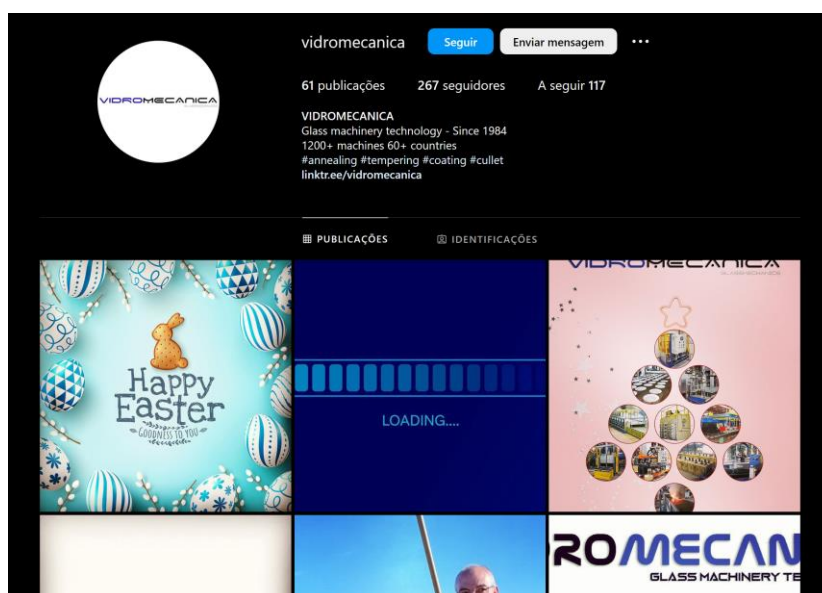 vidromecanica Seguir Enviar mensagem
61 publicações 267 seguidores A seguir 117
VIDROMECANICA
VIDROMECANICA
Glass machinery technology - Since 1984
1200+ machines 60+ countries
#annealing #tempering #coating #cullet
linktr.ee/vidromecanica
PUBLICAÇÕES IDENTIFICAÇÕES
VIDROMECANICA
Happy
Easter
GOODNESS TO YOU
LOADING....
ROMECAN
GLASS MACHINERY TE